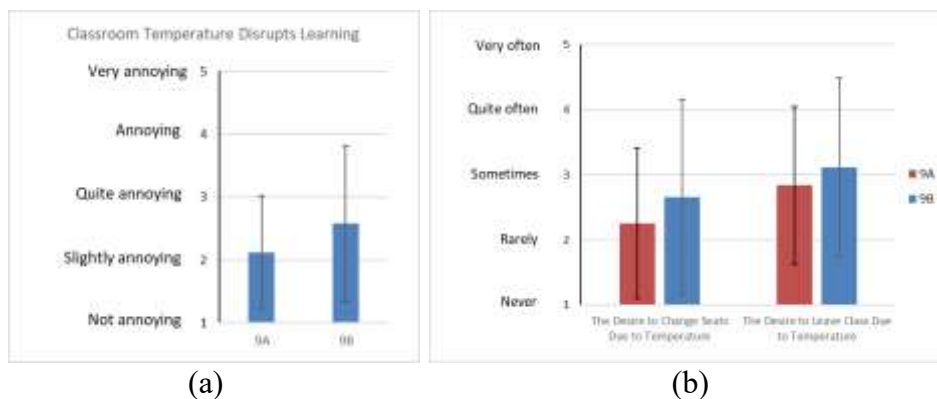 Classroom Temperature Disrupts Learning
Very annoying 5
Annoying 4
Quite annoying 3
Slightly annoying 2
Not annoying 1
9A 9B
(a)
Very often 5
Quite often 4
Sometimes 3
Rarely 2
Never 1
The Desire to Change Seats
Due to Temperature
The Desire to Leave Class Due
to Temperature
9A
9B
(b)